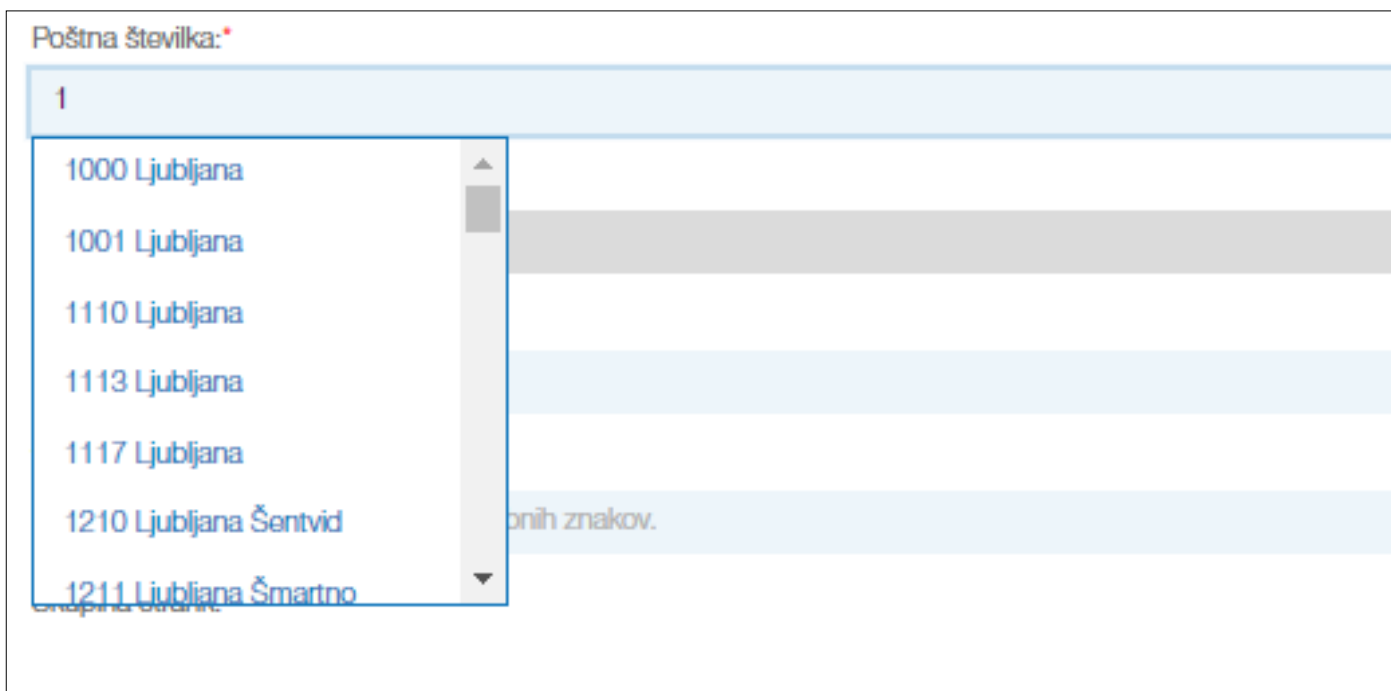 Poštna številka:*
1
1000 Ljubljana
1001 Ljubljana
1110 Ljubljana
1113 Ljubljana
1117 Ljubljana
1210 Ljubljana Šentvid
znakov.
1211 Ljubljana Šmartno